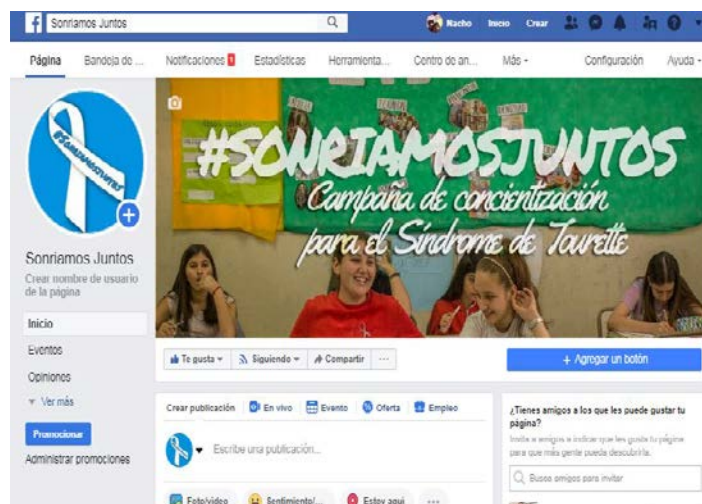 Sonriamos Juntos
Nacho Inicio Crear
Página Bandeja de ... Notificaciones 1 Estadísticas Herramienta... Centro de an... Más Configuración Ayuda
#SONRIAMOSJUNTOS
Campaña de concientización
para el Síndrome de Tourette
#SONRIAMOSJUNTOS
Sonriamos Juntos
Crear nombre de usuario
de la página
Inicio
Eventos
Opiniones
Ver más
Promocionar
Administrar promociones
Te gusta Siguiendo Compartir ...
+ Agregar un botón
Crear publicación En vivo Evento Oferta Empleo
Escribe una publicación...
Foto/video Sentimiento/... Estoy aquí ...
¿Tienes amigos a los que les puede gustar tu
página?
Invita a amigos a indicar que les gusta tu página
para que más gente pueda descubrirla.
Busca amigos para invitar